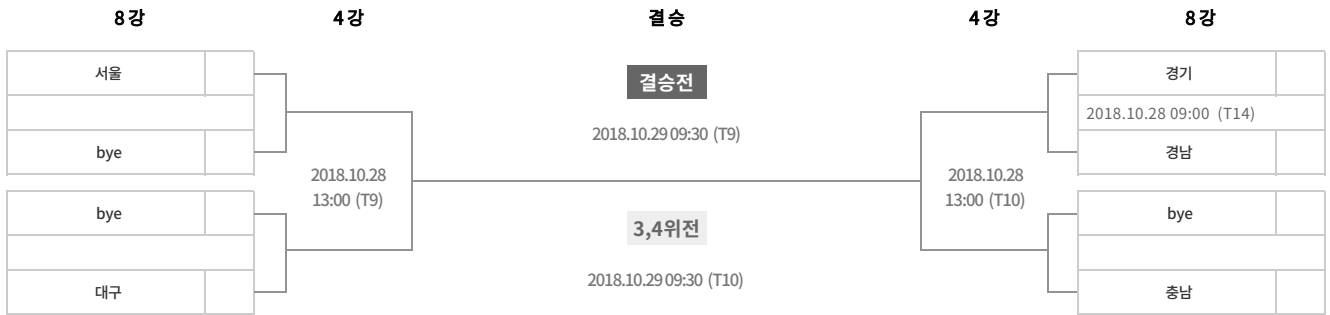 8강 4강 결승 4강 8강
서울
bye
bye
대구
2018.10.28
13:00 (T9)
결승전
2018.10.29 09:30 (T9)
3,4위전
2018.10.29 09:30 (T10)
2018.10.28
13:00 (T10)
경기
2018.10.28 09:00 (T14)
경남
bye
충남